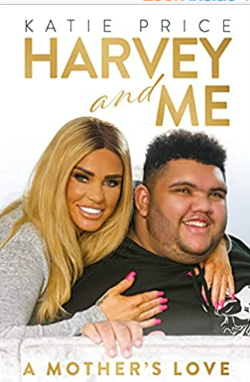 KATIE PRICE
HARVEY
and ME
A MOTHER'S LOVE